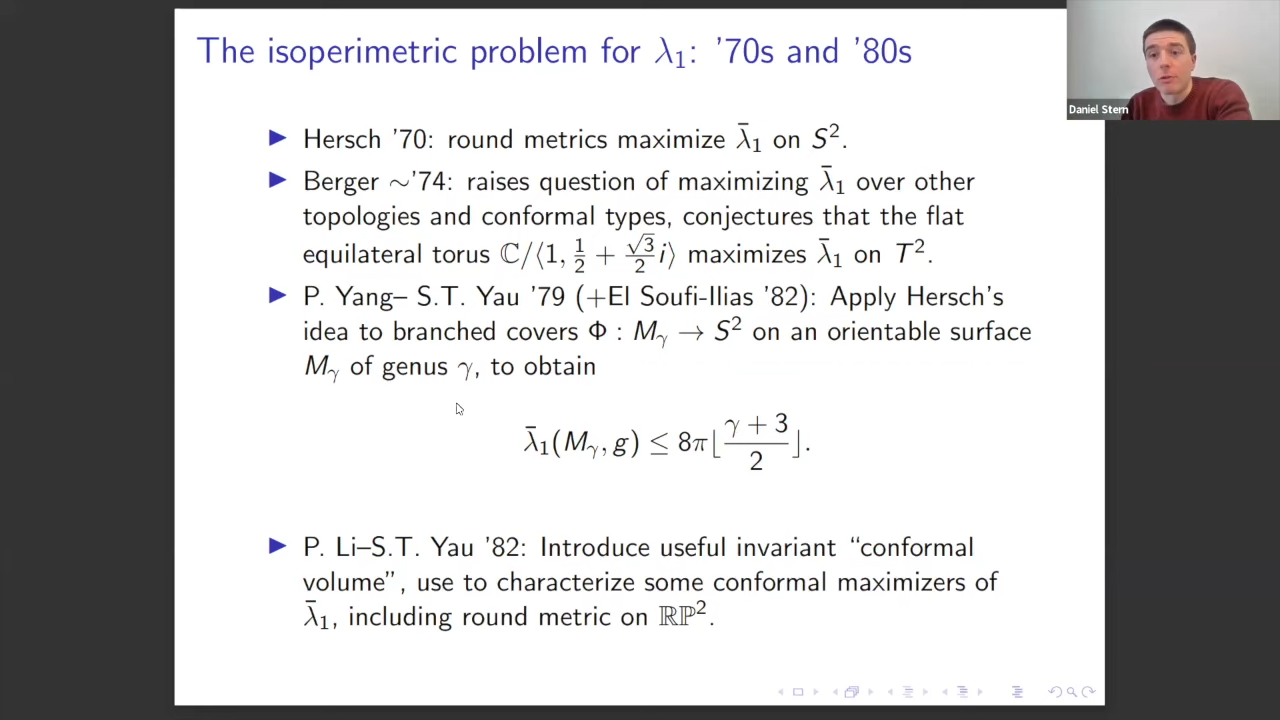 The isoperimetric problem for λ₁: '70s and '80s
Daniel Stern
▶ Hersch '70: round metrics maximize λ̄₁ on S².
▶ Berger ∼'74: raises question of maximizing λ̄₁ over other
topologies and conformal types, conjectures that the flat
equilateral torus ℂ/⟨1, 1/2 + √3/2 i⟩ maximizes λ̄₁ on T².
▶ P. Yang– S.T. Yau '79 (+El Soufi-Ilias '82): Apply Hersch's
idea to branched covers Φ : Mᵧ → S² on an orientable surface
Mᵧ of genus γ, to obtain
λ̄₁(Mᵧ, g) ≤ 8π⌊(γ + 3)/2⌋.
▶ P. Li–S.T. Yau '82: Introduce useful invariant “conformal
volume”, use to characterize some conformal maximizers of
λ̄₁, including round metric on ℝℙ².